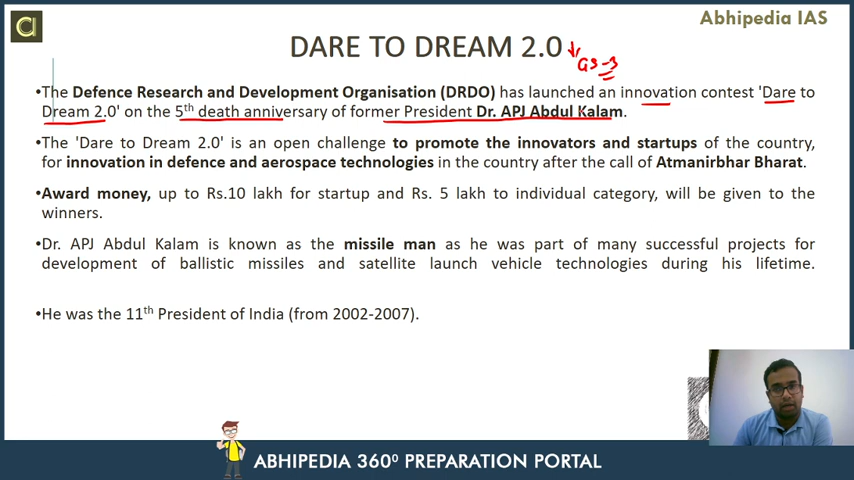 Abhipedia IAS
DARE TO DREAM 2.0
GS-3
•The Defence Research and Development Organisation (DRDO) has launched an innovation contest 'Dare to
Dream 2.0' on the 5th death anniversary of former President Dr. APJ Abdul Kalam.
•The 'Dare to Dream 2.0' is an open challenge to promote the innovators and startups of the country,
for innovation in defence and aerospace technologies in the country after the call of Atmanirbhar Bharat.
•Award money, up to Rs.10 lakh for startup and Rs. 5 lakh to individual category, will be given to the
winners.
•Dr. APJ Abdul Kalam is known as the missile man as he was part of many successful projects for
development of ballistic missiles and satellite launch vehicle technologies during his lifetime.
•He was the 11th President of India (from 2002-2007).
ABHIPEDIA 360⁰ PREPARATION PORTAL